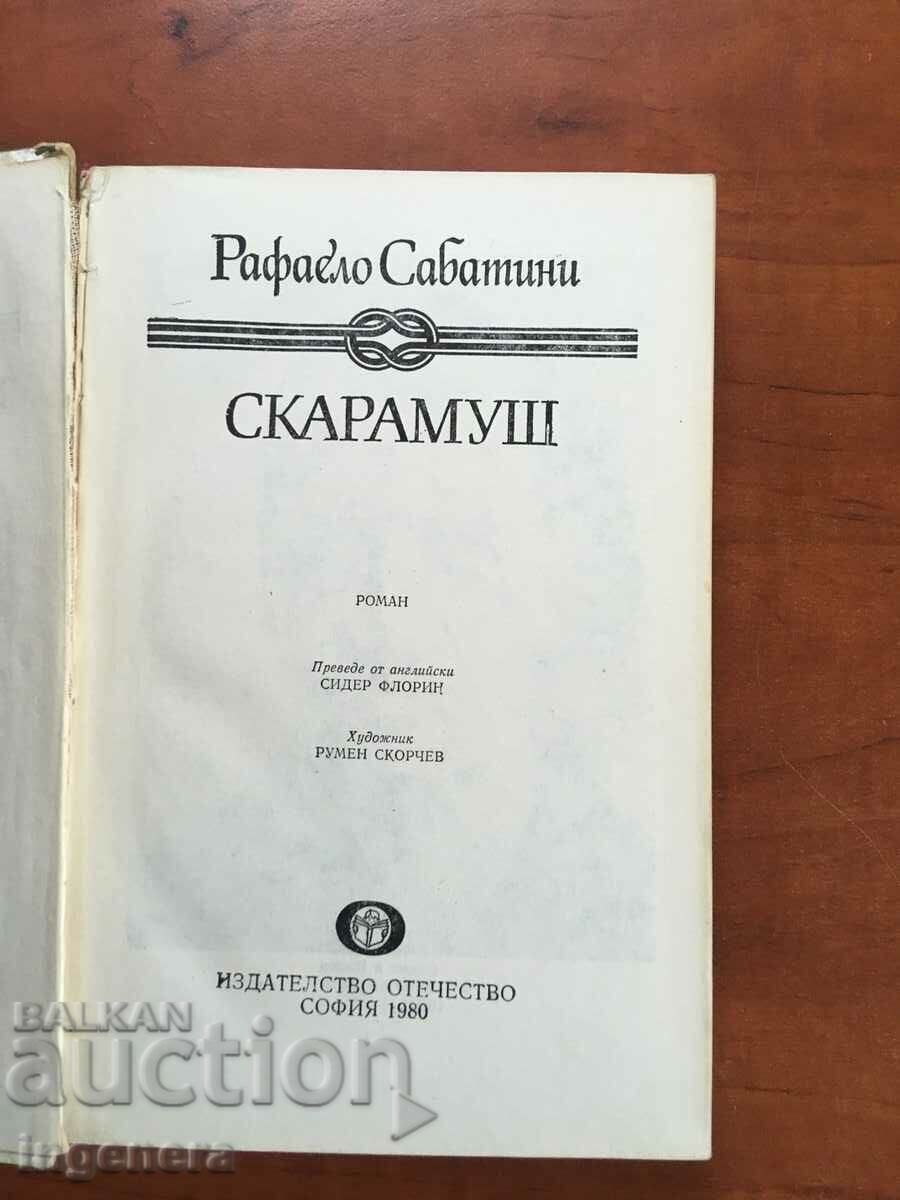 Рафаело Сабатини
СКАРАМУШ
РОМАН
Преведе от английски
СИДЕР ФЛОРИН
Художник
РУМЕН СКОРЧЕВ
ИЗДАТЕЛСТВО ОТЕЧЕСТВО
СОФИЯ 1980
BALKAN
auction
ingenera